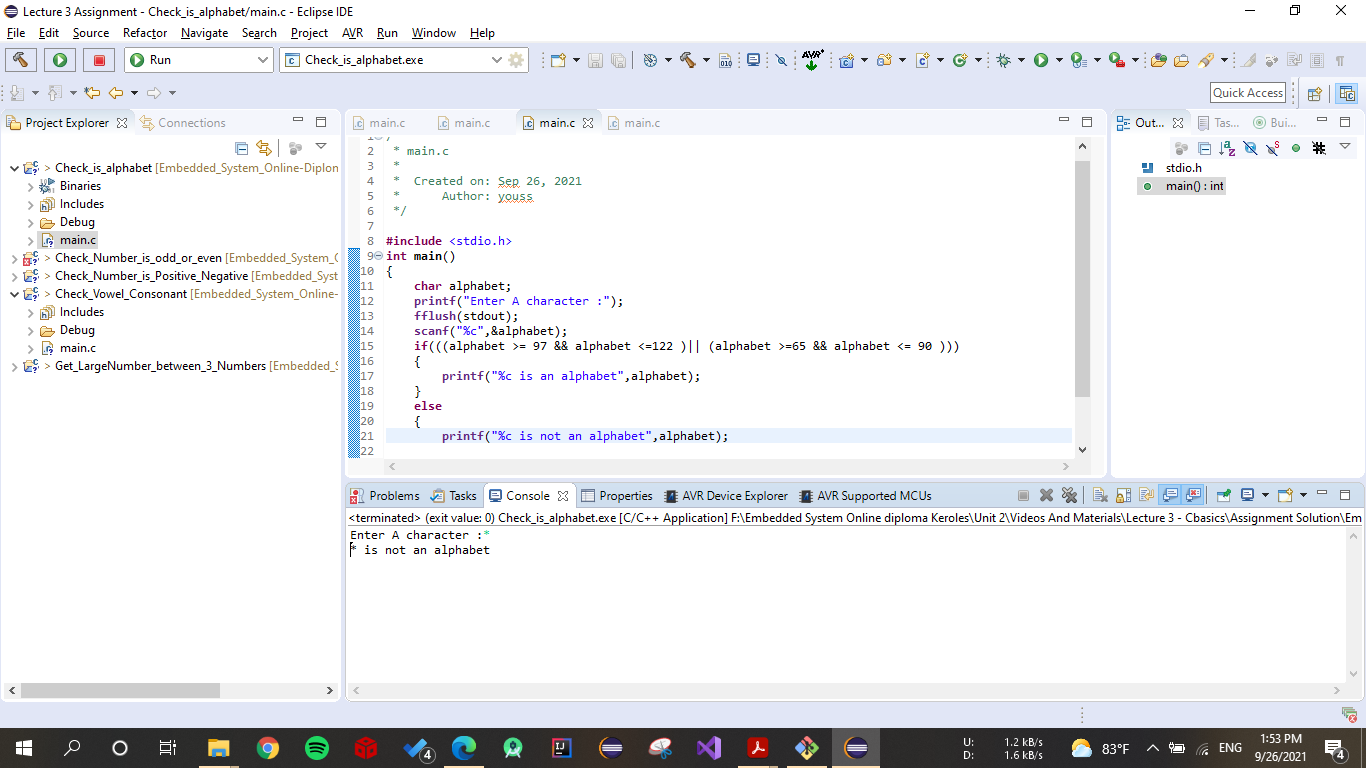 Lecture 3 Assignment - Check_is_alphabet/main.c - Eclipse IDE
File Edit Source Refactor Navigate Search Project AVR Run Window Help
Run
Check_is_alphabet.exe
Quick Access
Project Explorer
Connections
> Check_is_alphabet [Embedded_System_Online-Diplon
Binaries
Includes
Debug
main.c
> Check_Number_is_odd_or_even [Embedded_System_(
> Check_Number_is_Positive_Negative [Embedded_Syst
> Check_Vowel_Consonant [Embedded_System_Online-
Includes
Debug
main.c
> Get_LargeNumber_between_3_Numbers [Embedded_S
main.c main.c main.c main.c
2 * main.c
3 *
4 * Created on: Sep 26, 2021
5 * Author: youss
6 */
7
8 #include <stdio.h>
9 int main()
10 {
11 char alphabet;
12 printf("Enter A character :");
13 fflush(stdout);
14 scanf("%c",&alphabet);
15 if(((alphabet >= 97 && alphabet <=122 )|| (alphabet >=65 && alphabet <= 90 )))
16 {
17 printf("%c is an alphabet",alphabet);
18 }
19 else
20 {
21 printf("%c is not an alphabet",alphabet);
22
Out... Tas... Bui...
stdio.h
main() : int
Problems Tasks Console Properties AVR Device Explorer AVR Supported MCUs
<terminated> (exit value: 0) Check_is_alphabet.exe [C/C++ Application] F:\Embedded System Online diploma Keroles\Unit 2\Videos And Materials\Lecture 3 - Cbasics\Assignment Solution\Em
Enter A character :*
* is not an alphabet
4
U: 1.2 kB/s
D: 1.6 kB/s
83°F
ENG
1:53 PM
9/26/2021
4